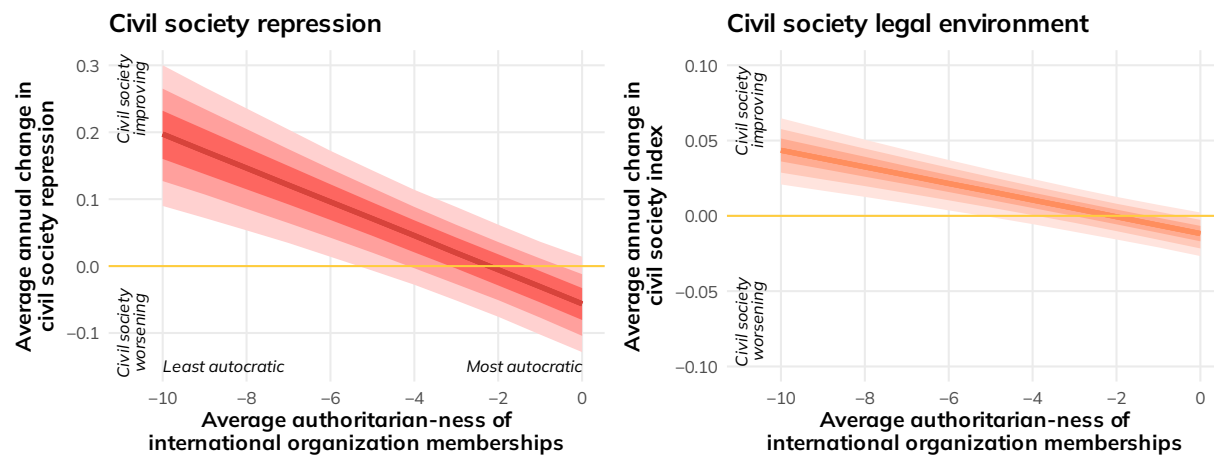 Civil society repression
Average annual change in
civil society repression
0.3
0.2
0.1
0.0
−0.1
Civil society
improving
Civil society
worsening
Least autocratic
Most autocratic
−10
−8
−6
−4
−2
0
Average authoritarian-ness of
international organization memberships
Civil society legal environment
Average annual change in
civil society index
0.10
0.05
0.00
−0.05
−0.10
Civil society
improving
Civil society
worsening
−10
−8
−6
−4
−2
0
Average authoritarian-ness of
international organization memberships